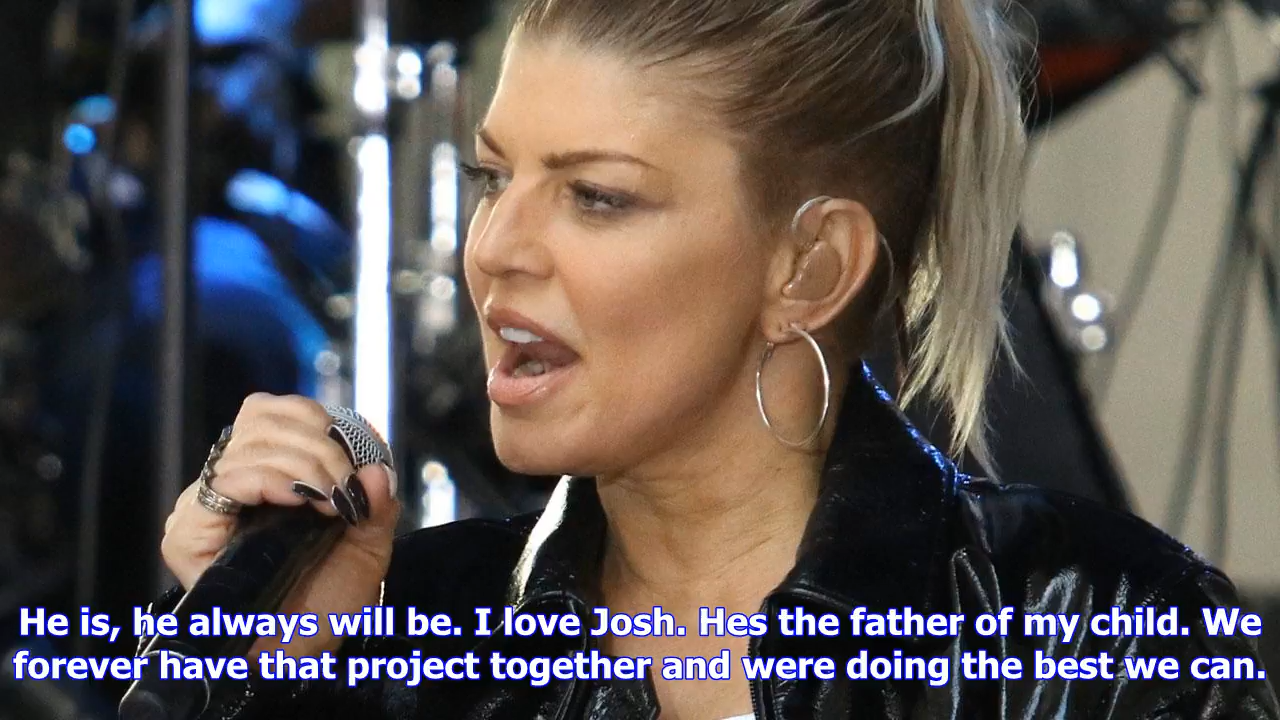 He is, he always will be. I love Josh. Hes the father of my child. We
forever have that project together and were doing the best we can.